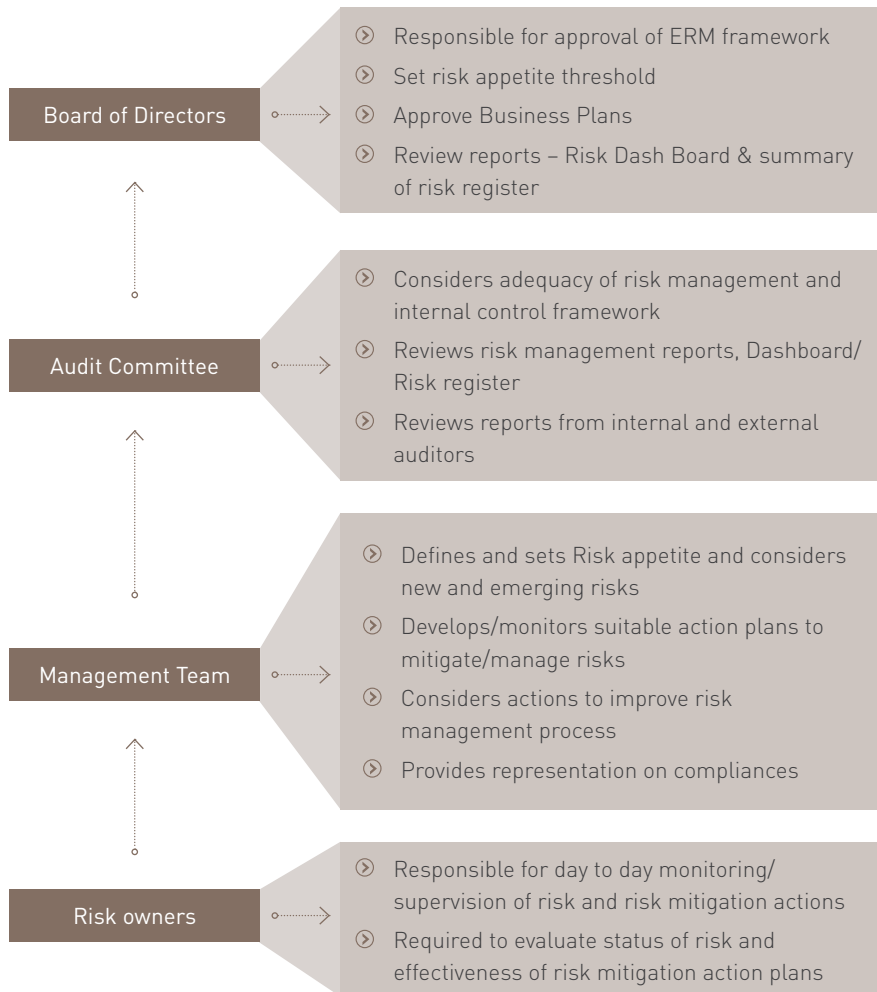 Board of Directors
Responsible for approval of ERM framework
Set risk appetite threshold
Approve Business Plans
Review reports – Risk Dash Board & summary
of risk register
Audit Committee
Considers adequacy of risk management and
internal control framework
Reviews risk management reports, Dashboard/
Risk register
Reviews reports from internal and external
auditors
Management Team
Defines and sets Risk appetite and considers
new and emerging risks
Develops/monitors suitable action plans to
mitigate/manage risks
Considers actions to improve risk
management process
Provides representation on compliances
Risk owners
Responsible for day to day monitoring/
supervision of risk and risk mitigation actions
Required to evaluate status of risk and
effectiveness of risk mitigation action plans